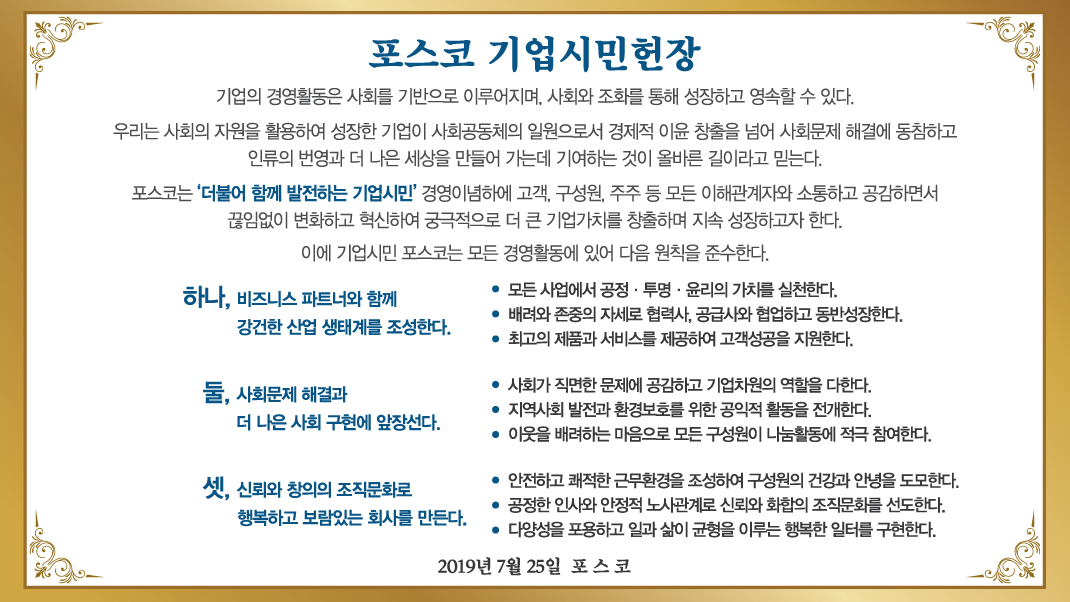 포스코 기업시민헌장
기업의 경영활동은 사회를 기반으로 이루어지며, 사회와 조화를 통해 성장하고 영속할 수 있다.
우리는 사회의 자원을 활용하여 성장한 기업이 사회공동체의 일원으로서 경제적 이윤 창출을 넘어 사회문제 해결에 동참하고
인류의 번영과 더 나은 세상을 만들어 가는데 기여하는 것이 올바른 길이라고 믿는다.
포스코는 ‘더불어 함께 발전하는 기업시민’ 경영이념하에 고객, 구성원, 주주 등 모든 이해관계자와 소통하고 공감하면서
끊임없이 변화하고 혁신하여 궁극적으로 더 큰 기업가치를 창출하며 지속 성장하고자 한다.
이에 기업시민 포스코는 모든 경영활동에 있어 다음 원칙을 준수한다.
하나, 비즈니스 파트너와 함께
강건한 산업 생태계를 조성한다.
• 모든 사업에서 공정 · 투명 · 윤리의 가치를 실천한다.
• 배려와 존중의 자세로 협력사, 공급사와 협업하고 동반성장한다.
• 최고의 제품과 서비스를 제공하여 고객성공을 지원한다.
둘, 사회문제 해결과
더 나은 사회 구현에 앞장선다.
• 사회가 직면한 문제에 공감하고 기업차원의 역할을 다한다.
• 지역사회 발전과 환경보호를 위한 공익적 활동을 전개한다.
• 이웃을 배려하는 마음으로 모든 구성원이 나눔활동에 적극 참여한다.
셋, 신뢰와 창의의 조직문화로
행복하고 보람있는 회사를 만든다.
• 안전하고 쾌적한 근무환경을 조성하여 구성원의 건강과 안녕을 도모한다.
• 공정한 인사와 안정적 노사관계로 신뢰와 화합의 조직문화를 선도한다.
• 다양성을 포용하고 일과 삶이 균형을 이루는 행복한 일터를 구현한다.
2019년 7월 25일 포 스 코